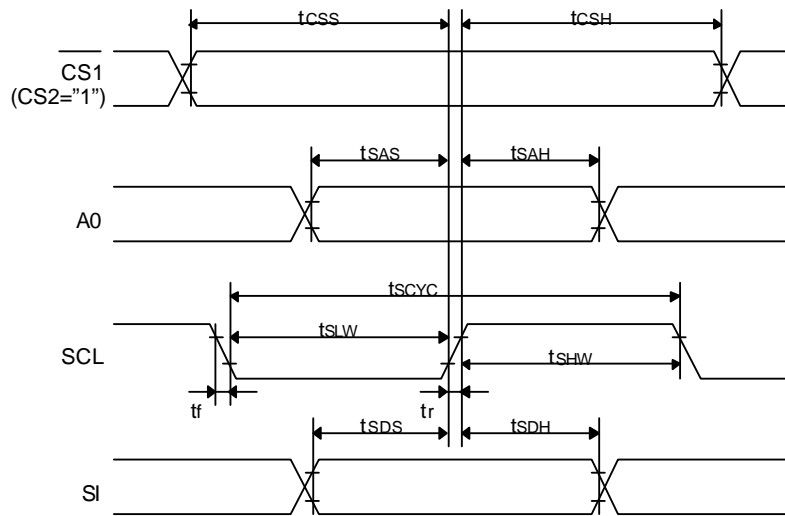 tCSS
tCSH
CS1
(CS2=”1”)
tSAS
tSAH
A0
tSCYC
tSLW
SCL
tSHW
tf
tr
tSDS
tSDH
SI